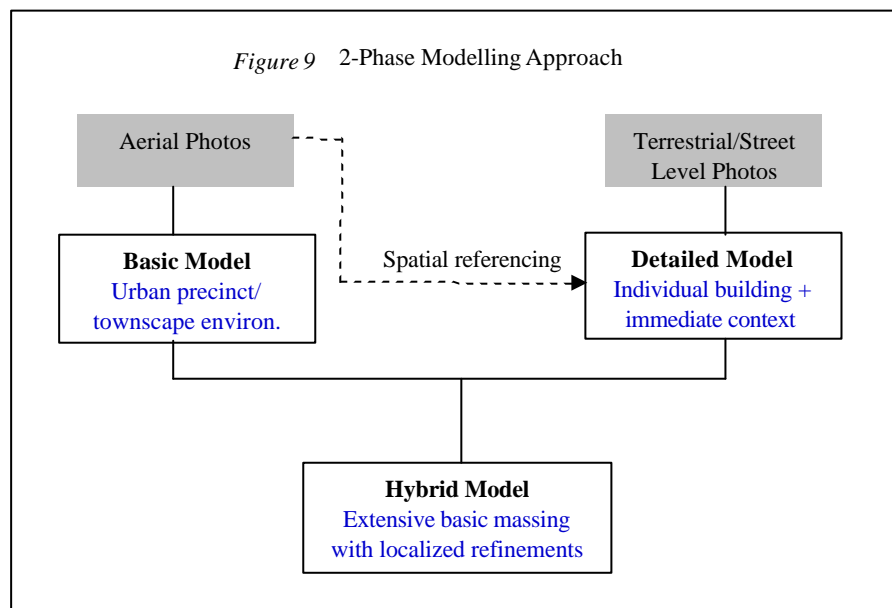 Figure 9 2-Phase Modelling Approach
Aerial Photos
Terrestrial/Street
Level Photos
Spatial referencing
Basic Model
Urban precinct/
townscape environ.
Detailed Model
Individual building +
immediate context
Hybrid Model
Extensive basic massing
with localized refinements